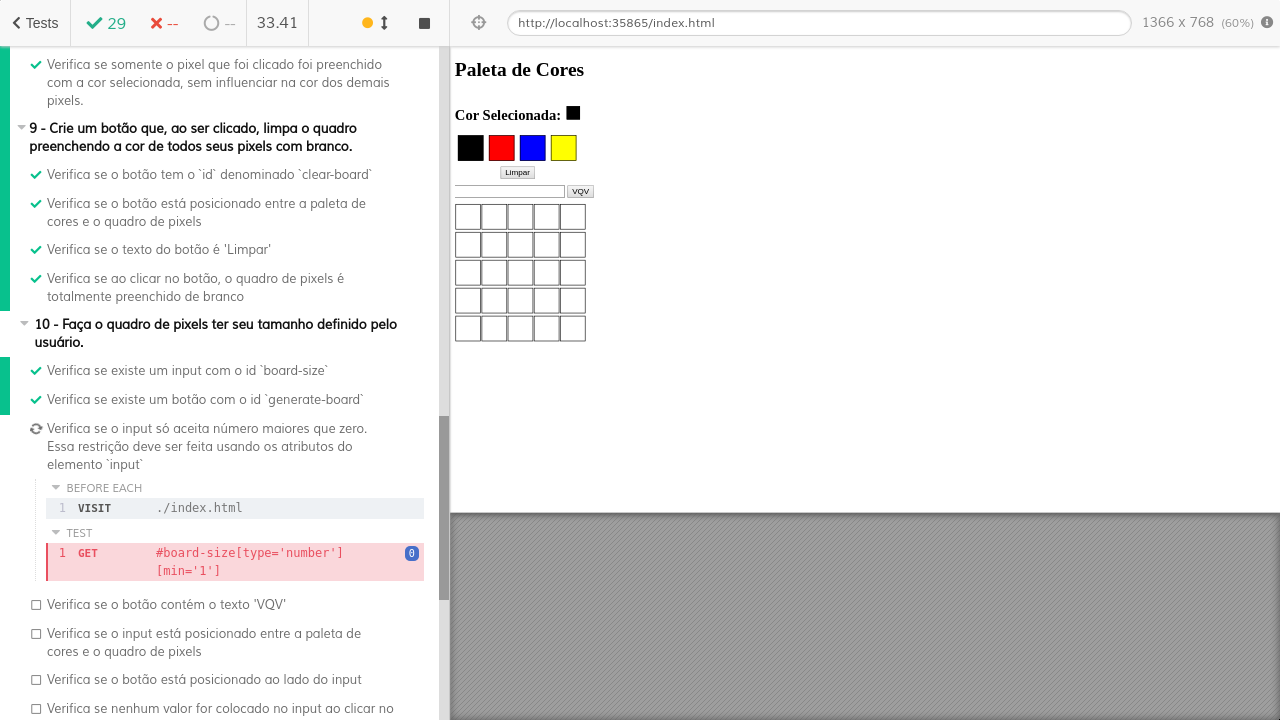 Tests
29
--
--
33.41
http://localhost:35865/index.html
1366 x 768 (60%)
Verifica se somente o pixel que foi clicado foi preenchido
com a cor selecionada, sem influenciar na cor dos demais
pixels.
9 - Crie um botão que, ao ser clicado, limpa o quadro
preenchendo a cor de todos seus pixels com branco.
Verifica se o botão tem o `id` denominado `clear-board`
Verifica se o botão está posicionado entre a paleta de
cores e o quadro de pixels
Verifica se o texto do botão é 'Limpar'
Verifica se ao clicar no botão, o quadro de pixels é
totalmente preenchido de branco
10 - Faça o quadro de pixels ter seu tamanho definido pelo
usuário.
Verifica se existe um input com o id `board-size`
Verifica se existe um botão com o id `generate-board`
Verifica se o input só aceita número maiores que zero.
Essa restrição deve ser feita usando os atributos do
elemento `input`
BEFORE EACH
1 VISIT ./index.html
TEST
1 GET #board-size[type='number'] 0
[min='1']
Verifica se o botão contém o texto 'VQV'
Verifica se o input está posicionado entre a paleta de
cores e o quadro de pixels
Verifica se o botão está posicionado ao lado do input
Verifica se nenhum valor for colocado no input ao clicar no
Paleta de Cores
Cor Selecionada:
Limpar
VQV